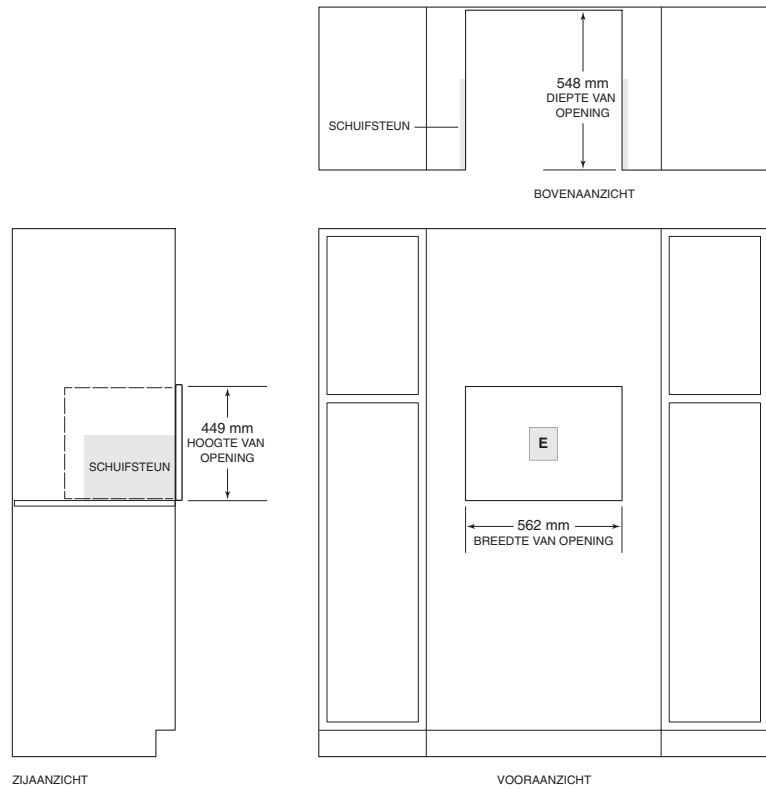 548 mm
DIEPTE VAN
OPENING
SCHUIFSTEUN
BOVENAANZICHT
449 mm
HOOGTE VAN
OPENING
SCHUIFSTEUN
E
562 mm
BREEDTE VAN OPENING
ZIJAANZICHT
VOORAANZICHT